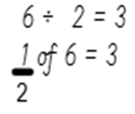 6 ÷ 2 = 3
1/2 of 6 = 3